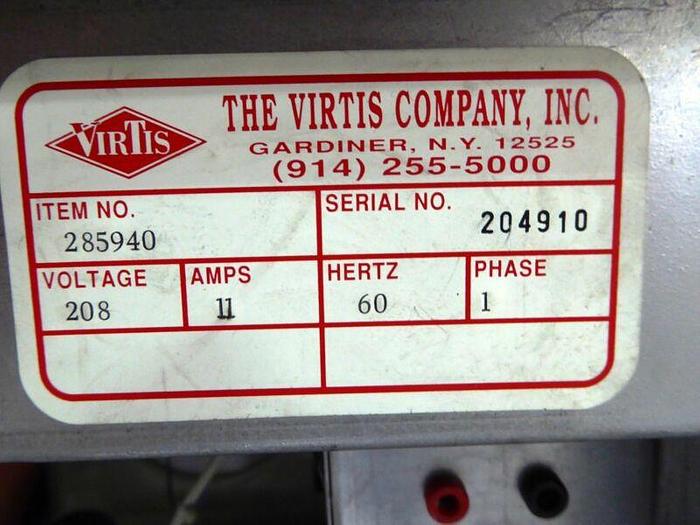 VIRTIS
THE VIRTIS COMPANY, INC.
GARDINER, N.Y. 12525
(914) 255-5000
ITEM NO.
285940
SERIAL NO.
204910
VOLTAGE
208
AMPS
11
HERTZ
60
PHASE
1